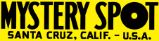 MYSTERY SPOT
SANTA CRUZ, CALIF. - U.S.A.